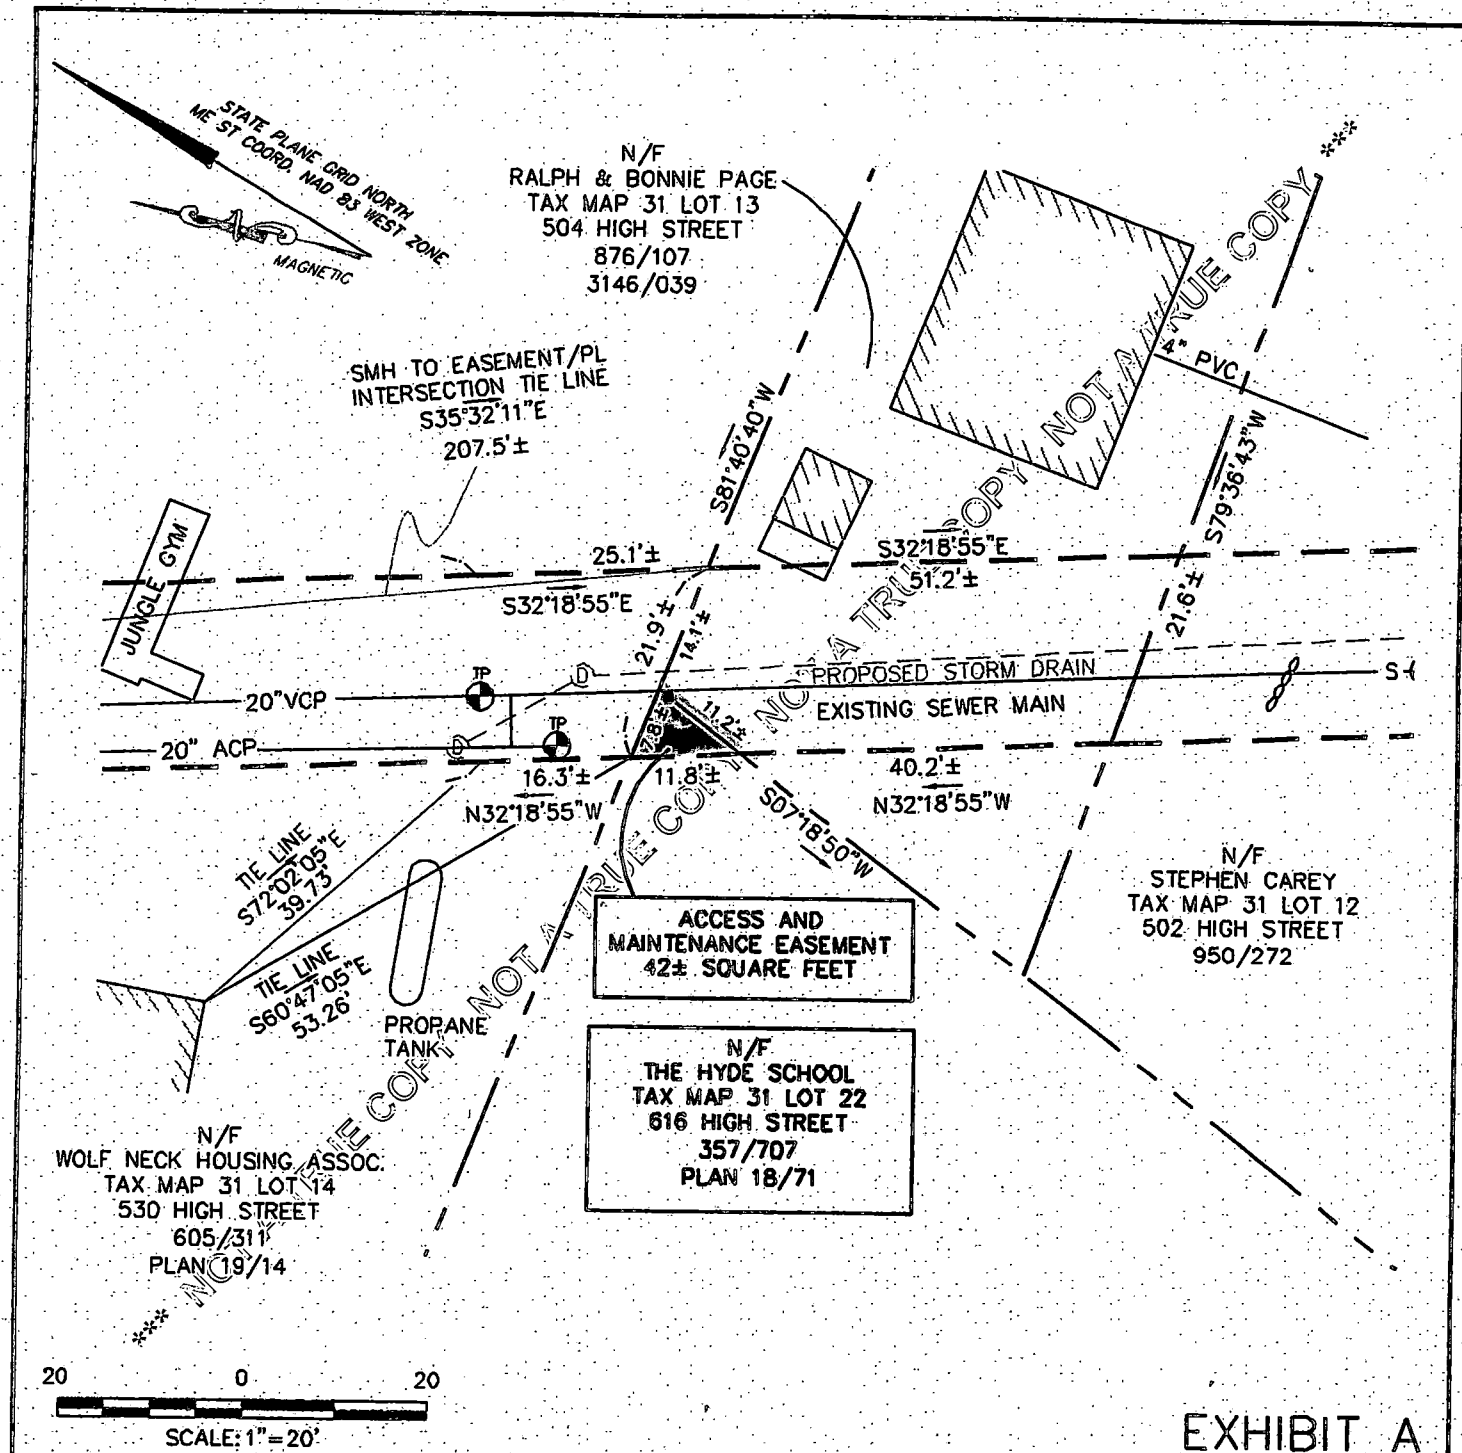 STATE PLANE GRID NORTH
ME ST COORD. NAD 83 WEST ZONE
MAGNETIC
N/F
RALPH & BONNIE PAGE
TAX MAP 31 LOT 13
504 HIGH STREET
876/107
3146/039
SMH TO EASEMENT/PL
INTERSECTION TIE LINE
S35°32'11"E
207.5'±
S81°40'40"W
4" PVC
S79°36'43"W
JUNGLE GYM
25.1'±
S32°18'55"E
S32°18'55"E
51.2'±
21.9'±
14.1'±
21.6'±
TP
D
PROPOSED STORM DRAIN
20"VCP
S
EXISTING SEWER MAIN
TP
D
20" ACP
7.8'±
11.2'±
16.3'±
11.8'±
40.2'±
N32°18'55"W
N32°18'55"W
S07°18'50"W
TIE LINE
S72°02'05"E
39.73'
TIE LINE
S60°47'05"E
53.26'
PROPANE
TANK
ACCESS AND
MAINTENANCE EASEMENT
42± SQUARE FEET
N/F
STEPHEN CAREY
TAX MAP 31 LOT 12
502 HIGH STREET
950/272
N/F
THE HYDE SCHOOL
TAX MAP 31 LOT 22
616 HIGH STREET
357/707
PLAN 18/71
N/F
WOLF NECK HOUSING ASSOC.
TAX MAP 31 LOT 14
530 HIGH STREET
605/311
PLAN 19/14
*** NOT A TRUE COPY NOT A TRUE COPY NOT A TRUE COPY NOT A TRUE COPY ***
20 0 20
SCALE: 1"=20'
EXHIBIT A